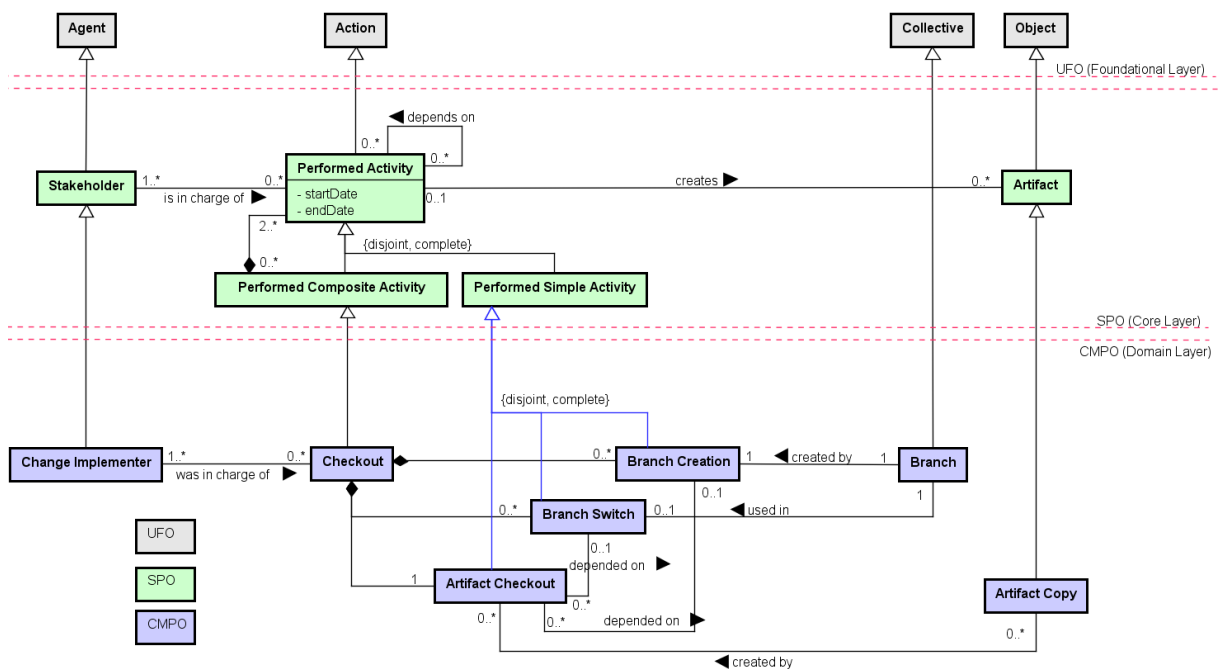 Agent
Action
Collective
Object
UFO (Foundational Layer)
◀ depends on
0..*
0..*
Performed Activity
- startDate
- endDate
Stakeholder
1..*
0..*
is in charge of ▶
creates ▶
0..1
0..*
Artifact
2..*
{disjoint, complete}
0..*
Performed Composite Activity
Performed Simple Activity
SPO (Core Layer)
CMPO (Domain Layer)
{disjoint, complete}
Change Implementer
1..*
0..*
was in charge of ▶
Checkout
0..*
Branch Creation
1
◀ created by
1
Branch
0..1
1
0..*
Branch Switch
0..1
◀ used in
0..1
depended on ▶
UFO
SPO
CMPO
1
Artifact Checkout
0..*
Artifact Copy
0..*
0..*
depended on ▶
0..*
◀ created by